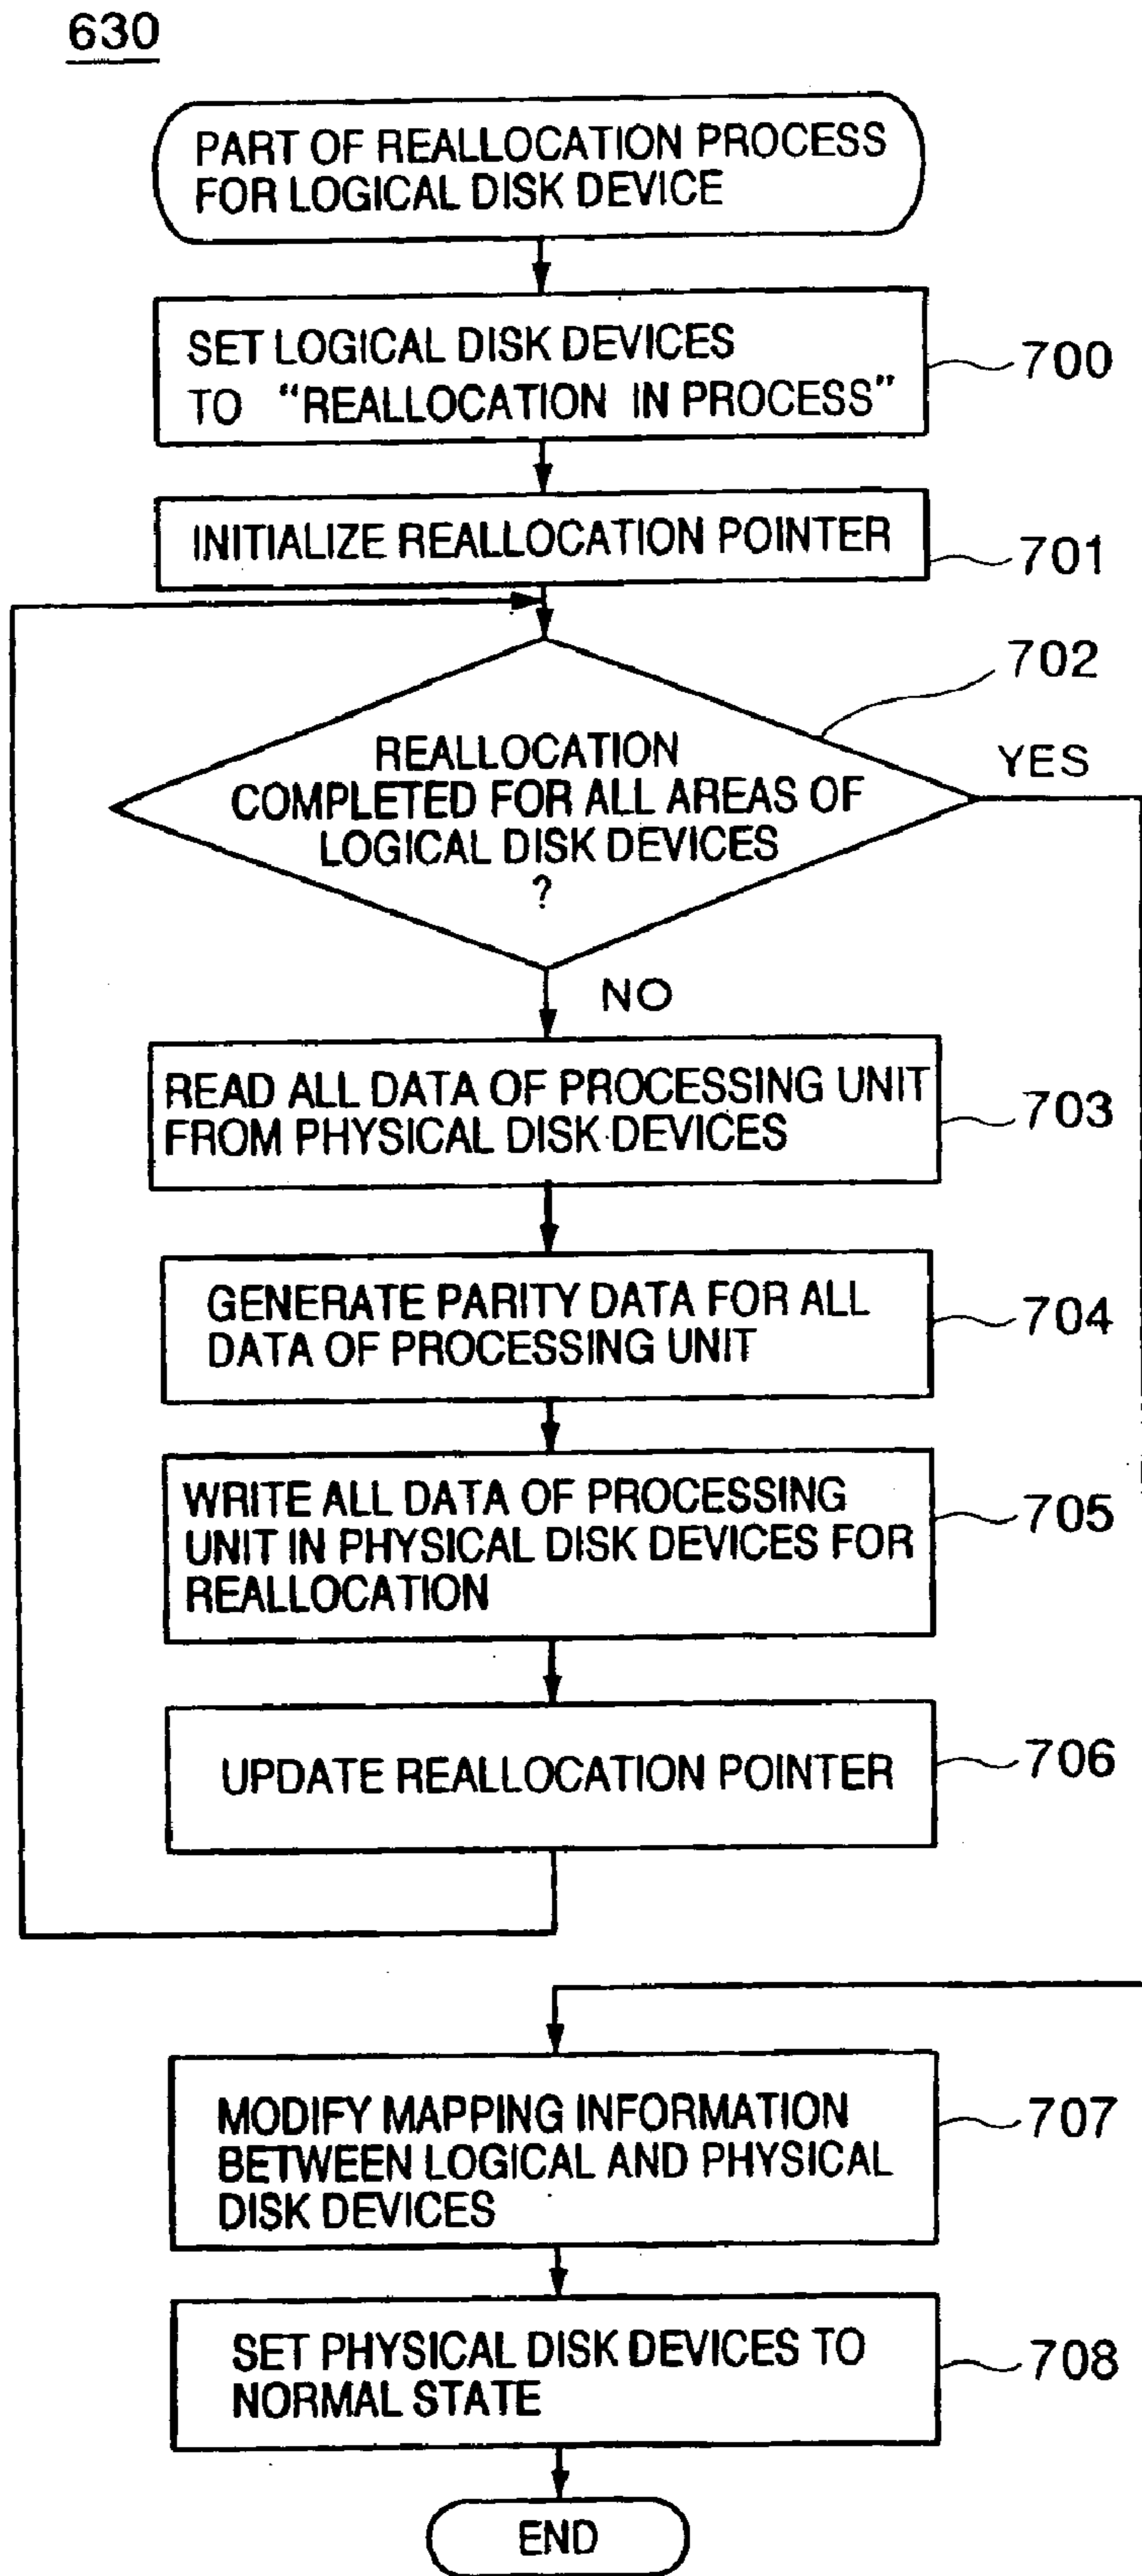 630
PART OF REALLOCATION PROCESS
FOR LOGICAL DISK DEVICE
SET LOGICAL DISK DEVICES
TO "REALLOCATION IN PROCESS"
700
INITIALIZE REALLOCATION POINTER
701
702
REALLOCATION
COMPLETED FOR ALL AREAS OF
LOGICAL DISK DEVICES
?
YES
NO
READ ALL DATA OF PROCESSING UNIT
FROM PHYSICAL DISK DEVICES
703
GENERATE PARITY DATA FOR ALL
DATA OF PROCESSING UNIT
704
WRITE ALL DATA OF PROCESSING
UNIT IN PHYSICAL DISK DEVICES FOR
REALLOCATION
705
UPDATE REALLOCATION POINTER
706
MODIFY MAPPING INFORMATION
BETWEEN LOGICAL AND PHYSICAL
DISK DEVICES
707
SET PHYSICAL DISK DEVICES TO
NORMAL STATE
708
END